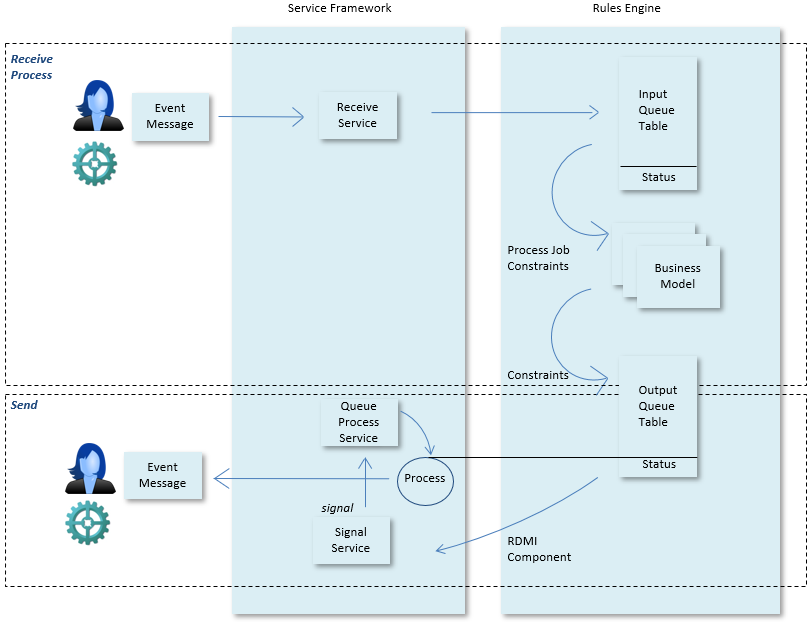 Service Framework
Rules Engine
Receive
Process
Event
Message
Receive
Service
Input
Queue
Table
Status
Process Job
Constraints
Business
Model
Constraints
Output
Queue
Table
Status
Send
Queue
Process
Service
Event
Message
Process
signal
Signal
Service
RDMI
Component